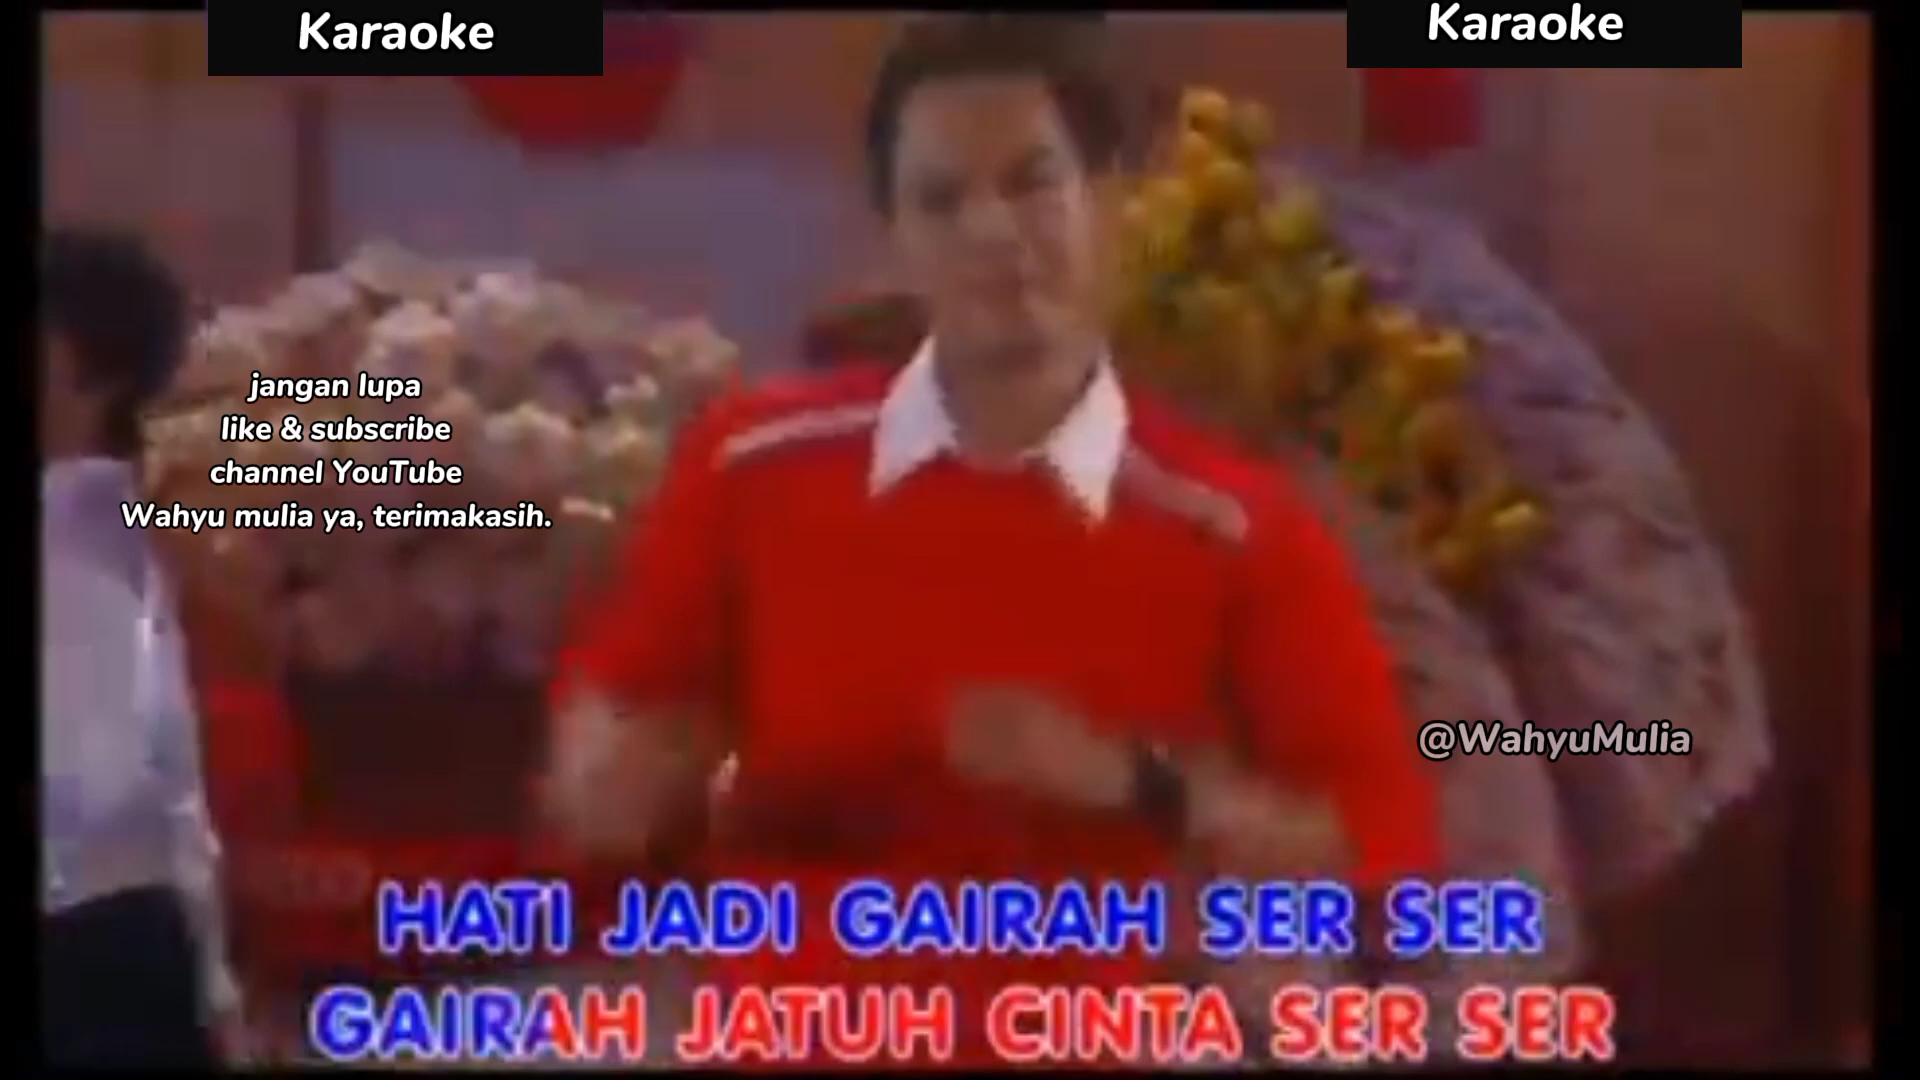 Karaoke
Karaoke
jangan lupa
like & subscribe
channel YouTube
Wahyu mulia ya, terimakasih.
@WahyuMulia
HATI JADI GAIRAH SER SER
GAIRAH JATUH CINTA SER SER